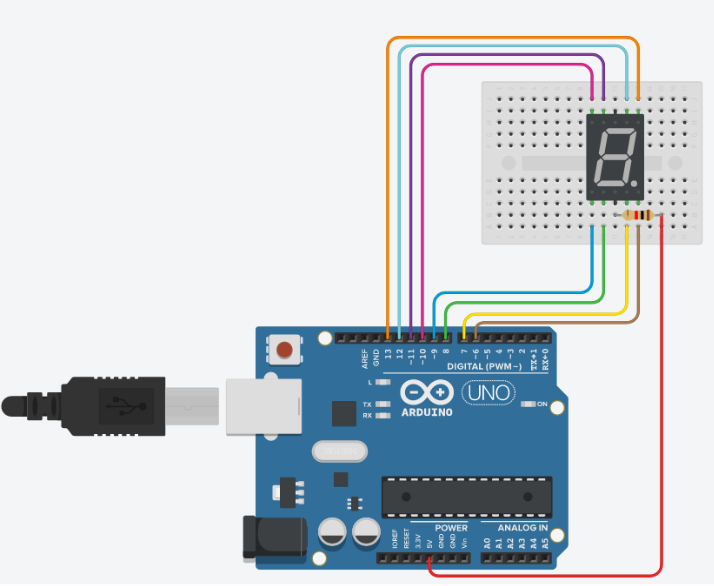 AREF
GND
13
12
~11
~10
~9
8
7
~6
~5
4
~3
2
TX→1
RX←0
DIGITAL (PWM~)
L
TX
RX
UNO
ON
ARDUINO
POWER
ANALOG IN
IOREF
RESET
3.3V
5V
GND
GND
Vin
A0
A1
A2
A3
A4
A5